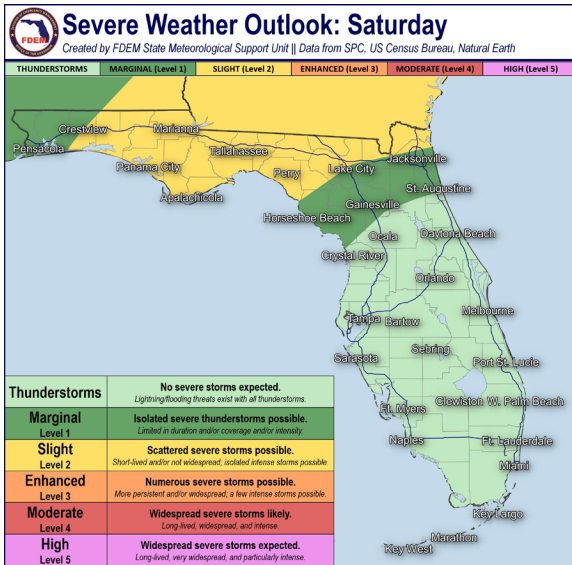 FDEM
Severe Weather Outlook: Saturday
Created by FDEM State Meteorological Support Unit || Data from SPC, US Census Bureau, Natural Earth
THUNDERSTORMS MARGINAL (Level 1) SLIGHT (Level 2) ENHANCED (Level 3) MODERATE (Level 4) HIGH (Level 5)
Crestview
Marianna
Pensacola
Tallahassee
Jacksonville
Panama City
Perry
Lake City
Apalachicola
St. Augustine
Gainesville
Horseshoe Beach
Ocala
Daytona Beach
Crystal River
Orlando
Melbourne
Tampa
Bartow
Sebring
Sarasota
Port St. Lucie
Ft. Myers
Clewiston
W. Palm Beach
Naples
Ft. Lauderdale
Miami
Key Largo
Marathon
Key West
Thunderstorms
No severe storms expected.
Lightning/flooding threats exist with all thunderstorms.
Marginal
Level 1
Isolated severe thunderstorms possible.
Limited in duration and/or coverage and/or intensity.
Slight
Level 2
Scattered severe storms possible.
Short-lived and/or not widespread; isolated intense storms possible
Enhanced
Level 3
Numerous severe storms possible.
More persistent and/or widespread; a few intense storms possible.
Moderate
Level 4
Widespread severe storms likely.
Long-lived, widespread, and intense.
High
Level 5
Widespread severe storms expected.
Long-lived, very widespread, and particularly intense.